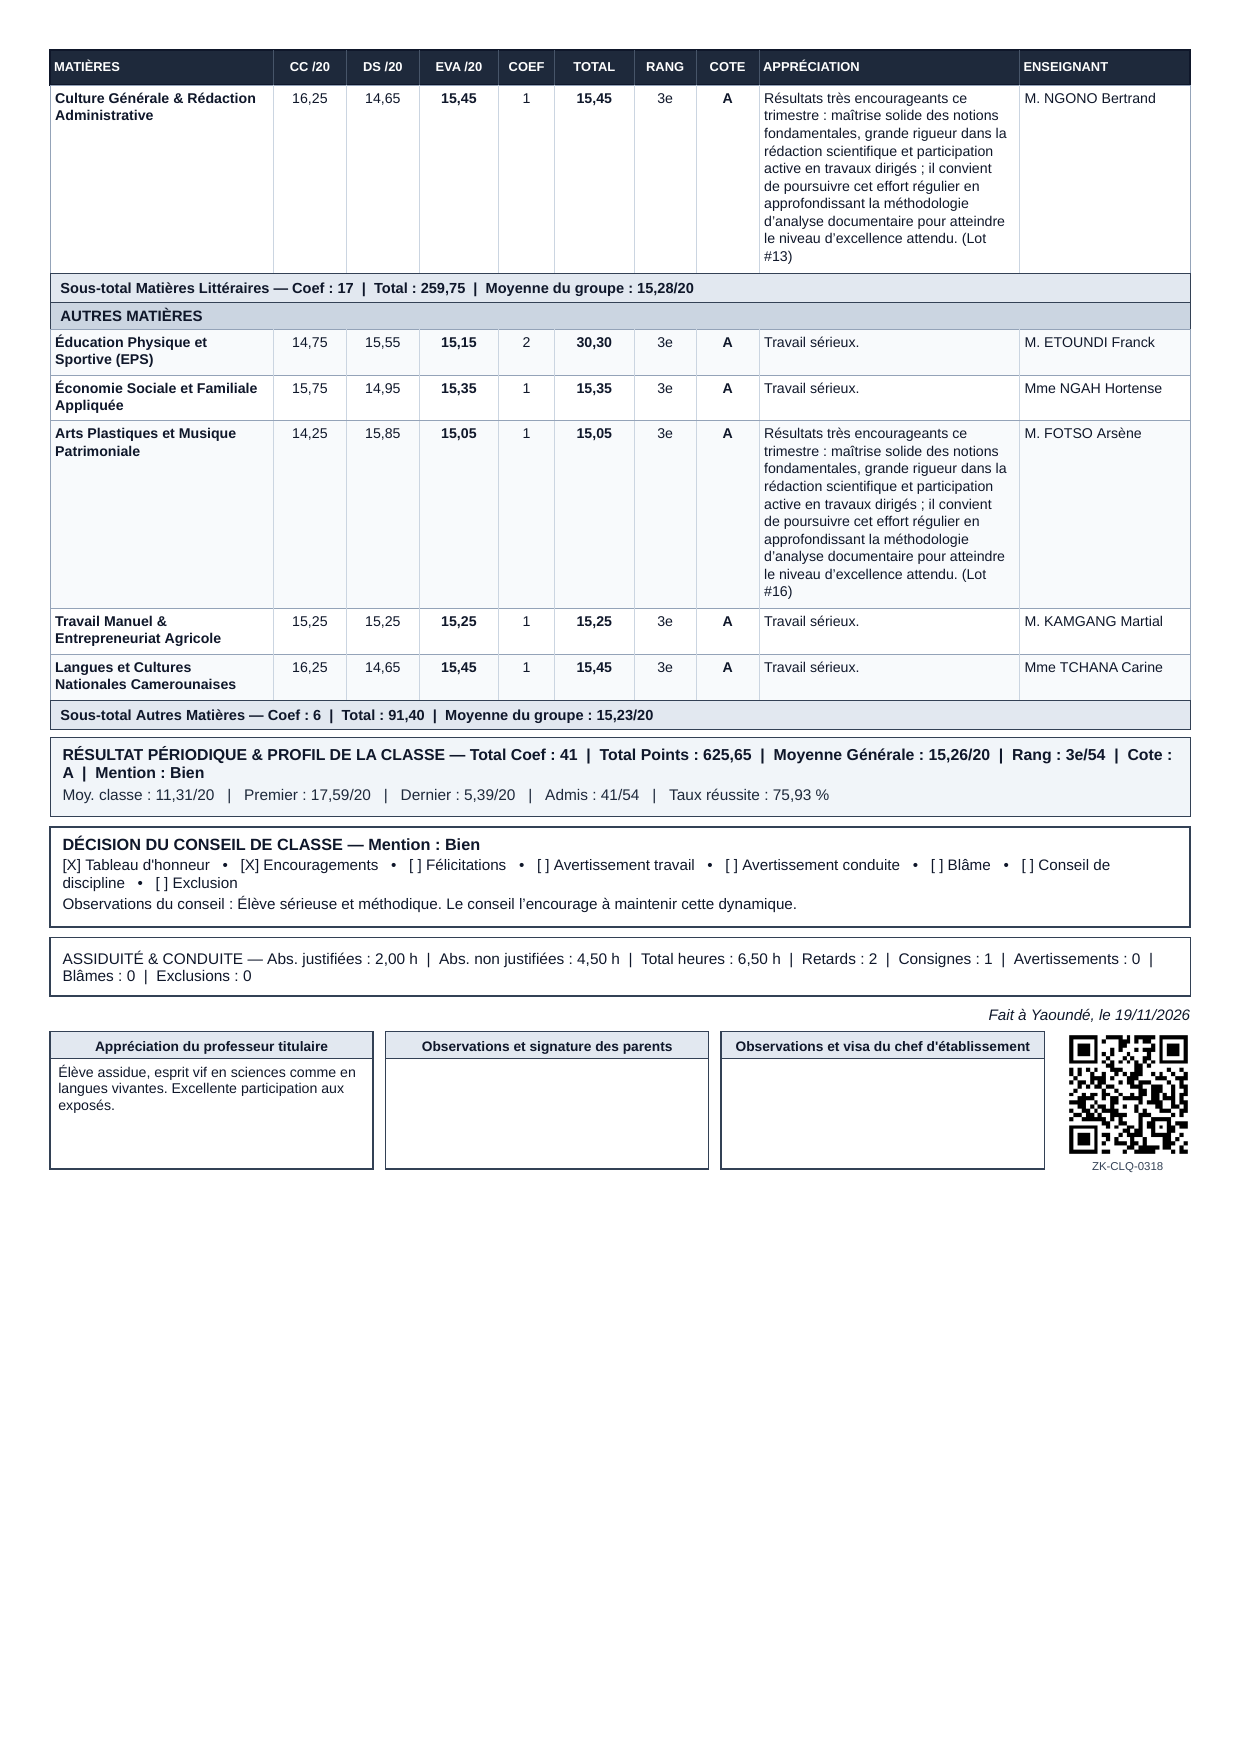 MATIÈRES CC /20 DS /20 EVA /20 COEF TOTAL RANG COTE APPRÉCIATION ENSEIGNANT
Culture Générale & Rédaction 16,25 14,65 15,45 1 15,45 3e A Résultats très encourageants ce M. NGONO Bertrand
Administrative trimestre : maîtrise solide des notions
fondamentales, grande rigueur dans la
rédaction scientifique et participation
active en travaux dirigés ; il convient
de poursuivre cet effort régulier en
approfondissant la méthodologie
d’analyse documentaire pour atteindre
le niveau d’excellence attendu. (Lot
#13)
Sous-total Matières Littéraires — Coef : 17 | Total : 259,75 | Moyenne du groupe : 15,28/20
AUTRES MATIÈRES
Éducation Physique et 14,75 15,55 15,15 2 30,30 3e A Travail sérieux. M. ETOUNDI Franck
Sportive (EPS)
Économie Sociale et Familiale 15,75 14,95 15,35 1 15,35 3e A Travail sérieux. Mme NGAH Hortense
Appliquée
Arts Plastiques et Musique 14,25 15,85 15,05 1 15,05 3e A Résultats très encourageants ce M. FOTSO Arsène
Patrimoniale trimestre : maîtrise solide des notions
fondamentales, grande rigueur dans la
rédaction scientifique et participation
active en travaux dirigés ; il convient
de poursuivre cet effort régulier en
approfondissant la méthodologie
d’analyse documentaire pour atteindre
le niveau d’excellence attendu. (Lot
#16)
Travail Manuel & 15,25 15,25 15,25 1 15,25 3e A Travail sérieux. M. KAMGANG Martial
Entrepreneuriat Agricole
Langues et Cultures 16,25 14,65 15,45 1 15,45 3e A Travail sérieux. Mme TCHANA Carine
Nationales Camerounaises
Sous-total Autres Matières — Coef : 6 | Total : 91,40 | Moyenne du groupe : 15,23/20
RÉSULTAT PÉRIODIQUE & PROFIL DE LA CLASSE — Total Coef : 41 | Total Points : 625,65 | Moyenne Générale : 15,26/20 | Rang : 3e/54 | Cote :
A | Mention : Bien
Moy. classe : 11,31/20 | Premier : 17,59/20 | Dernier : 5,39/20 | Admis : 41/54 | Taux réussite : 75,93 %
DÉCISION DU CONSEIL DE CLASSE — Mention : Bien
[X] Tableau d'honneur • [X] Encouragements • [ ] Félicitations • [ ] Avertissement travail • [ ] Avertissement conduite • [ ] Blâme • [ ] Conseil de
discipline • [ ] Exclusion
Observations du conseil : Élève sérieuse et méthodique. Le conseil l’encourage à maintenir cette dynamique.
ASSIDUITÉ & CONDUITE — Abs. justifiées : 2,00 h | Abs. non justifiées : 4,50 h | Total heures : 6,50 h | Retards : 2 | Consignes : 1 | Avertissements : 0 |
Blâmes : 0 | Exclusions : 0
Fait à Yaoundé, le 19/11/2026
Appréciation du professeur titulaire Observations et signature des parents Observations et visa du chef d'établissement
Élève assidue, esprit vif en sciences comme en
langues vivantes. Excellente participation aux
exposés.
ZK-CLQ-0318